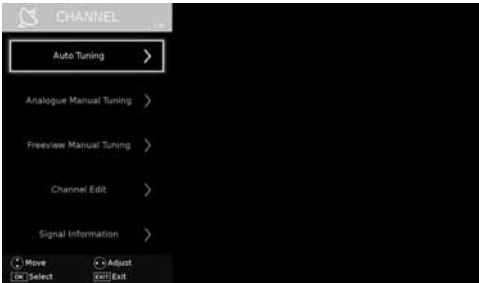 CHANNEL
Auto Tuning
Analogue Manual Tuning
Freeview Manual Tuning
Channel Edit
Signal Information
Move Adjust
OK Select EXIT Exit